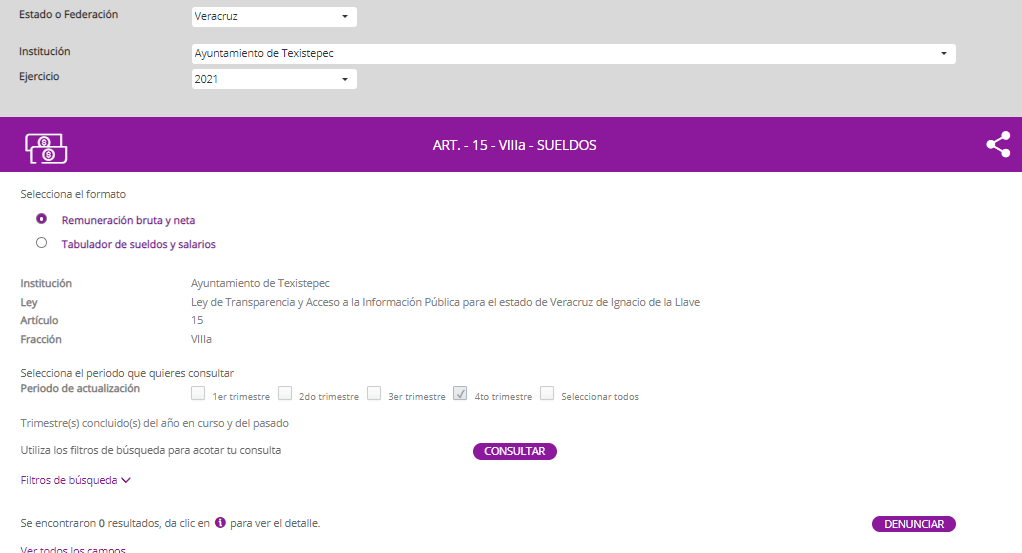 Estado o Federación Veracruz
Institución Ayuntamiento de Texistepec
Ejercicio 2021
ART. - 15 - VIIIa - SUELDOS
Selecciona el formato
Remuneración bruta y neta
Tabulador de sueldos y salarios
Institución Ayuntamiento de Texistepec
Ley Ley de Transparencia y Acceso a la Información Pública para el estado de Veracruz de Ignacio de la Llave
Artículo 15
Fracción VIIIa
Selecciona el periodo que quieres consultar
Periodo de actualización 1er trimestre 2do trimestre 3er trimestre 4to trimestre Seleccionar todos
Trimestre(s) concluido(s) del año en curso y del pasado
Utiliza los filtros de búsqueda para acotar tu consulta CONSULTAR
Filtros de búsqueda
Se encontraron 0 resultados, da clic en i para ver el detalle. DENUNCIAR
Ver todos los campos